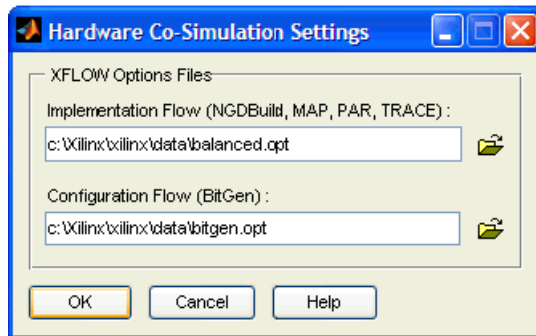 Hardware Co-Simulation Settings
XFLOW Options Files
Implementation Flow (NGDBuild, MAP, PAR, TRACE) :
c:\Xilinx\xilinx\data\balanced.opt
Configuration Flow (BitGen) :
c:\Xilinx\xilinx\data\bitgen.opt
OK Cancel Help